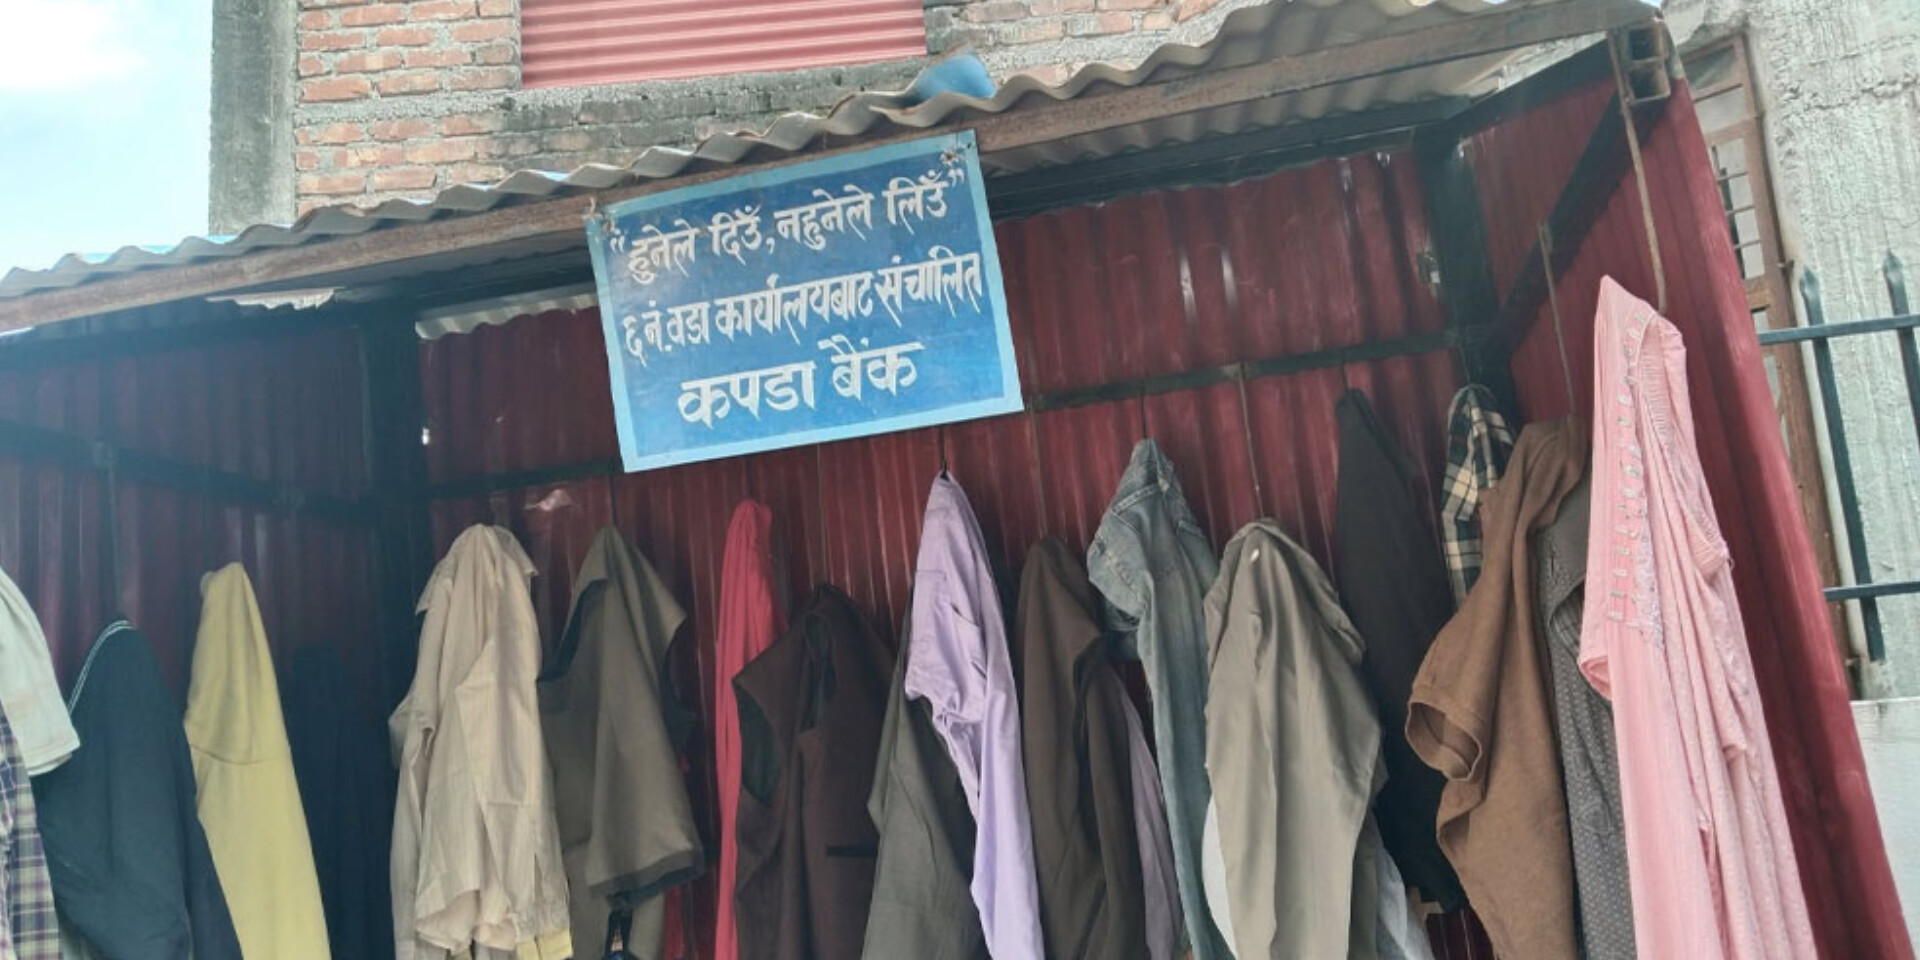 “हुनेले दिउँ, नहुनेले लिउँ”
६ नं. वडा कार्यालयबाट संचालित
कपडा बैंक